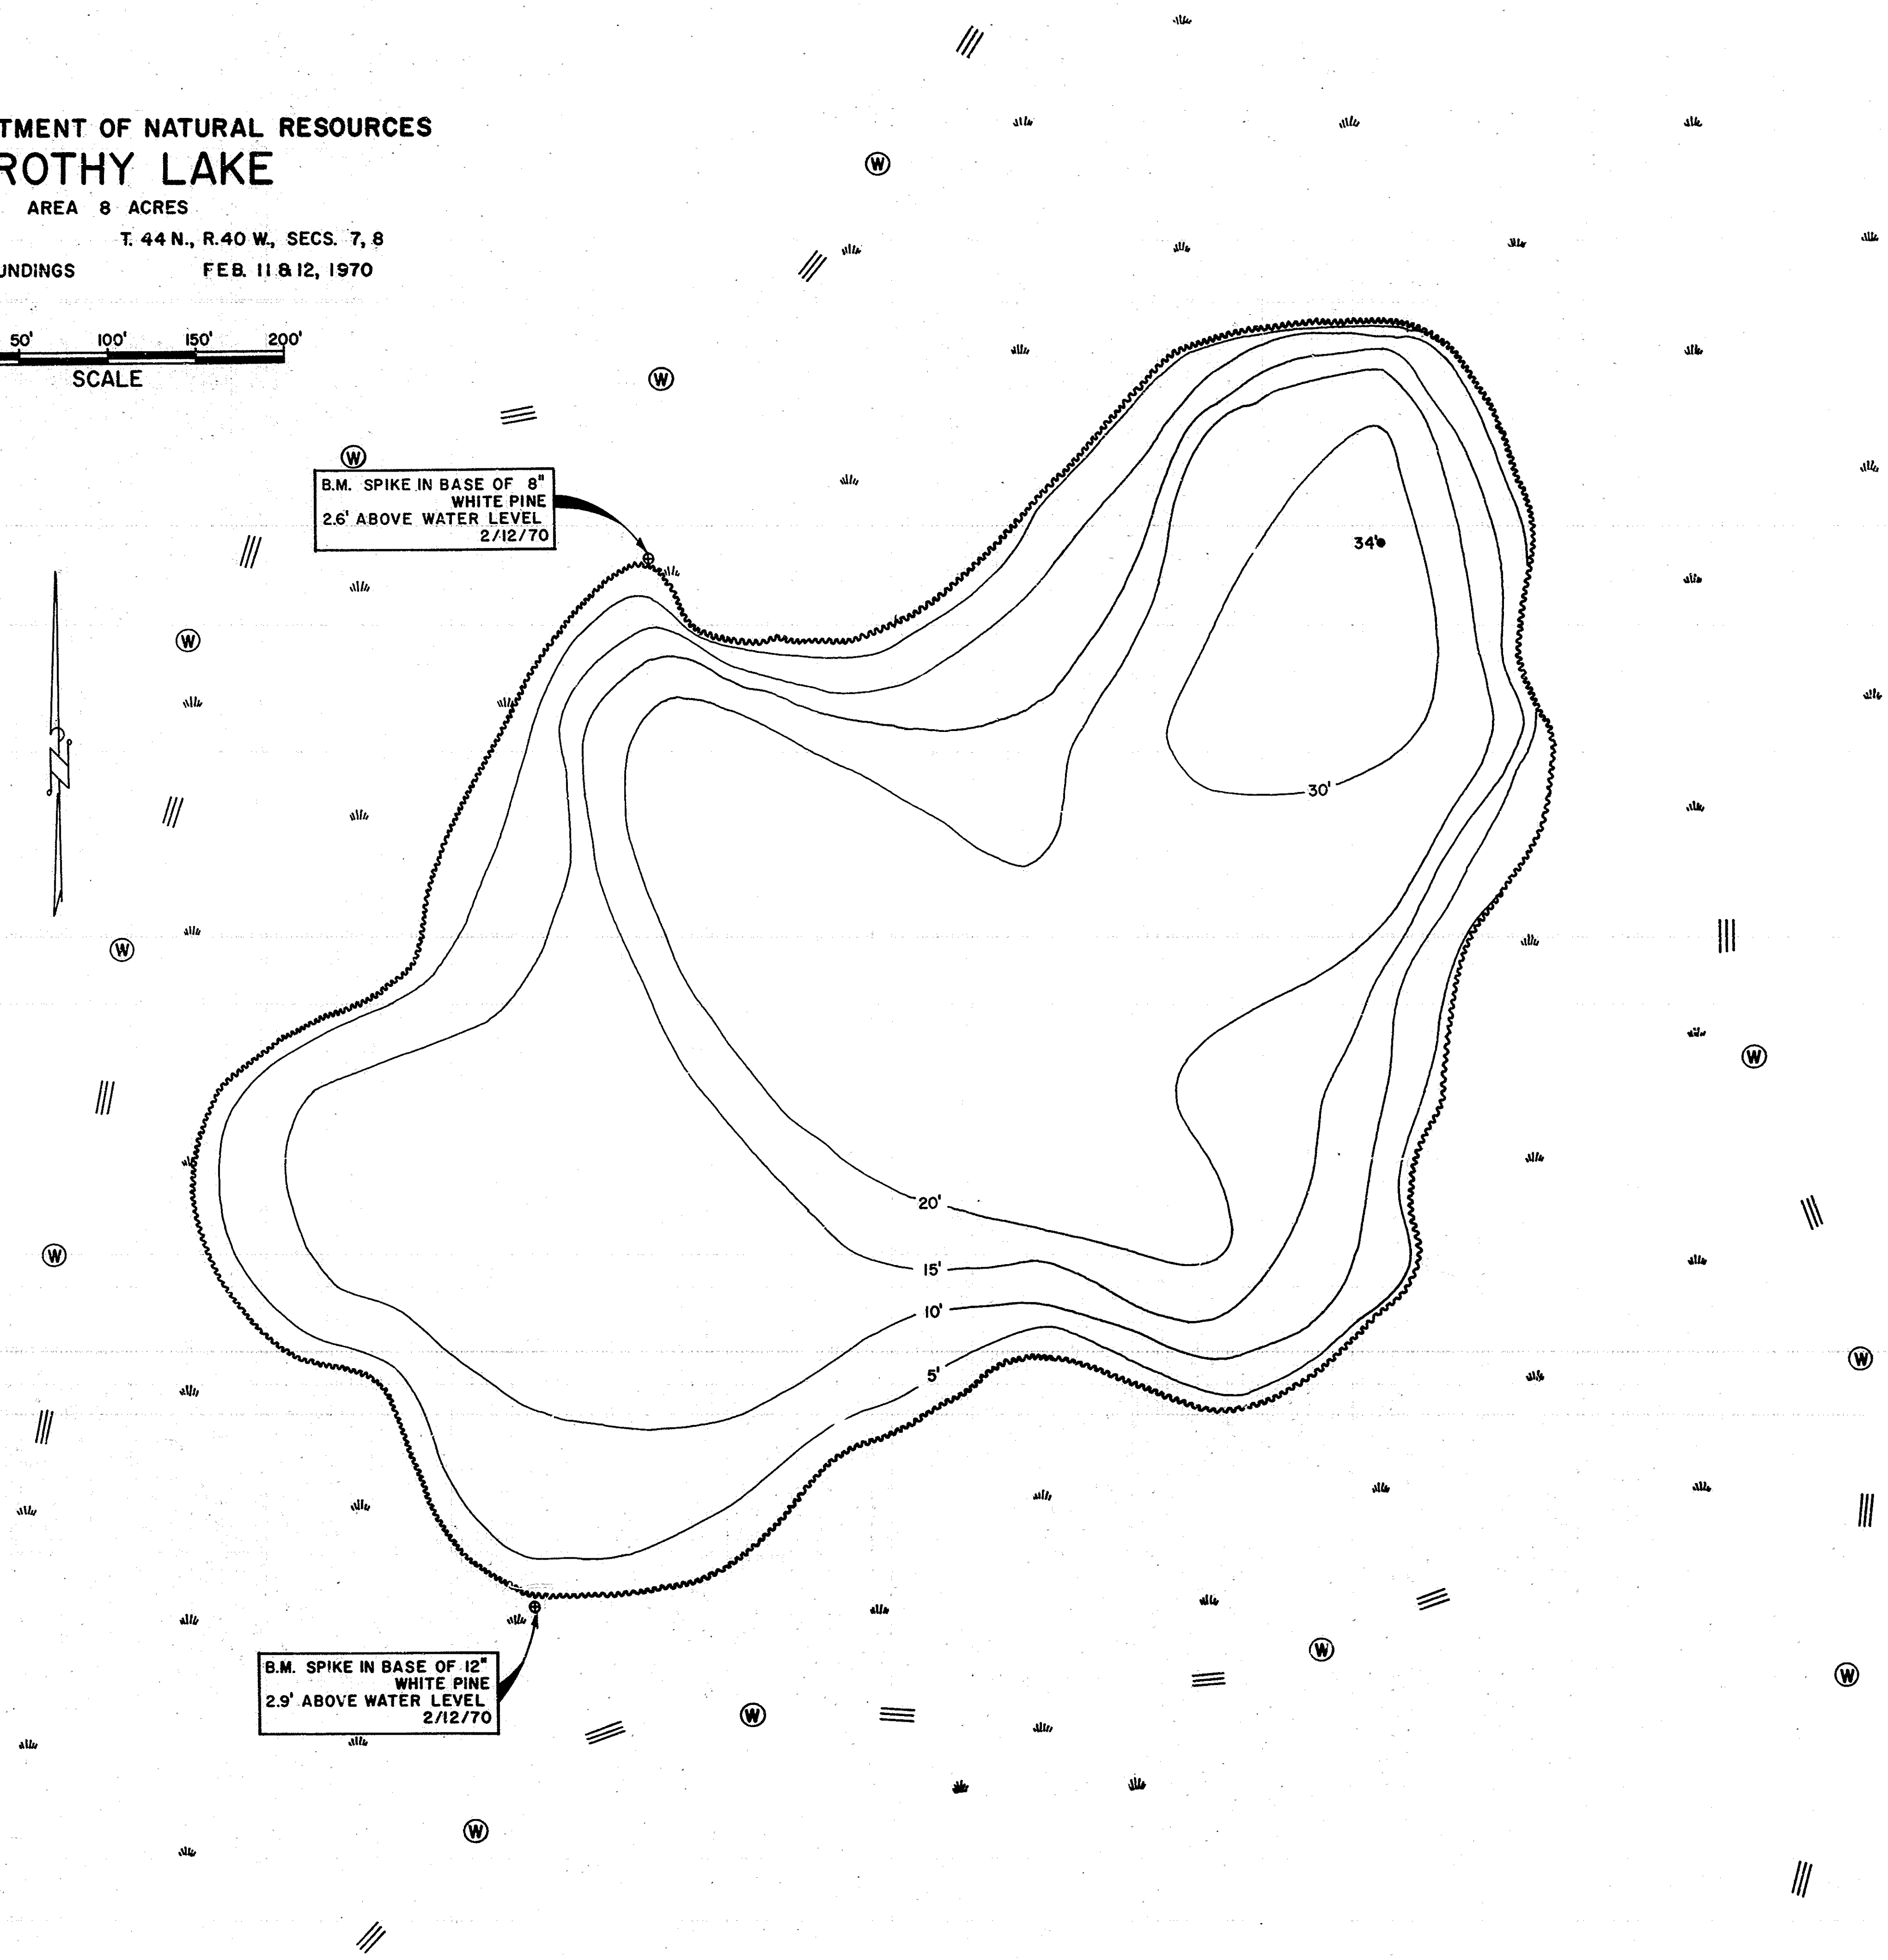 TMENT OF NATURAL RESOURCES
ROTHY LAKE
AREA 8 ACRES
T. 44 N., R.40 W., SECS. 7, 8
UNDINGS FEB. 11 & 12, 1970
50' 100' 150' 200'
SCALE
W
W
W
B.M. SPIKE IN BASE OF 8"
WHITE PINE
2.6' ABOVE WATER LEVEL
2/12/70
34'
W
N
30'
W
W
20'
W
15'
10'
W
5'
B.M. SPIKE IN BASE OF 12"
WHITE PINE
2.9' ABOVE WATER LEVEL
2/12/70
W
W
W
W